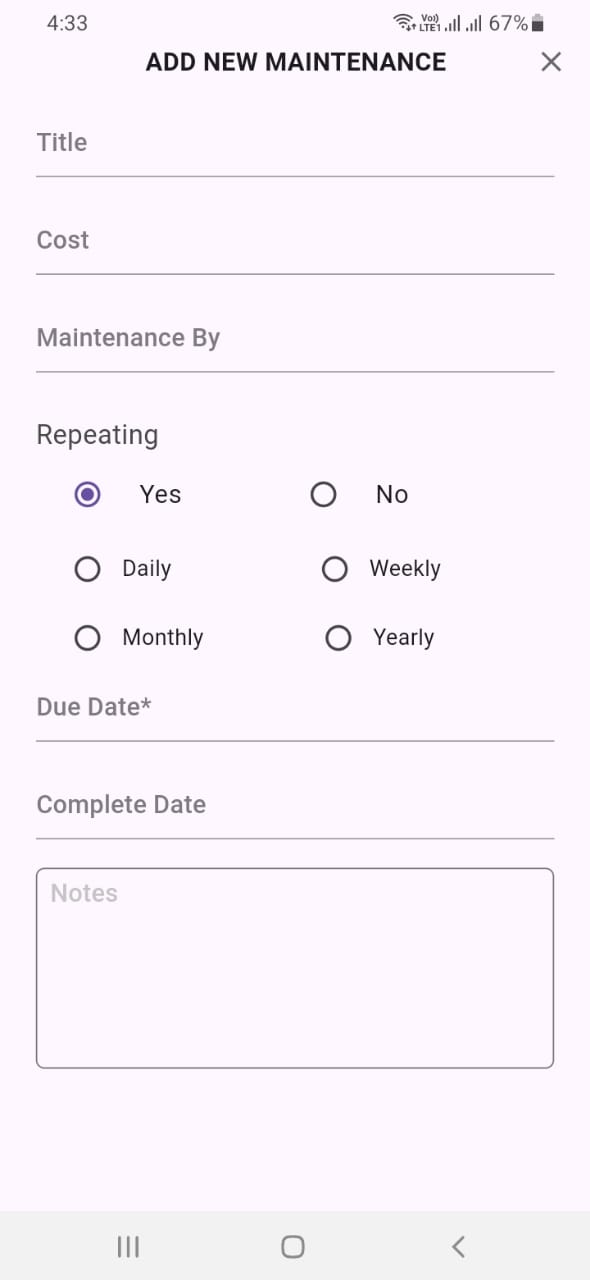 4:33 Vo)) LTE1 67%
ADD NEW MAINTENANCE
Title
Cost
Maintenance By
Repeating
Yes No
Daily Weekly
Monthly Yearly
Due Date*
Complete Date
Notes